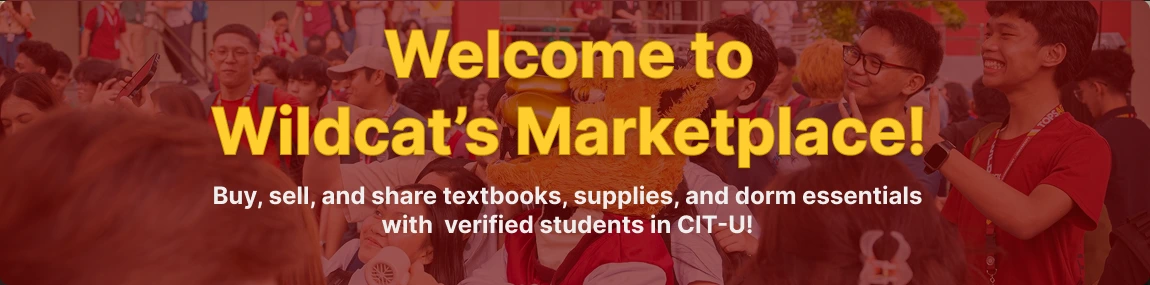 Welcome to
Wildcat's Marketplace!
Buy, sell, and share textbooks, supplies, and dorm essentials
with  verified students in CIT-U!